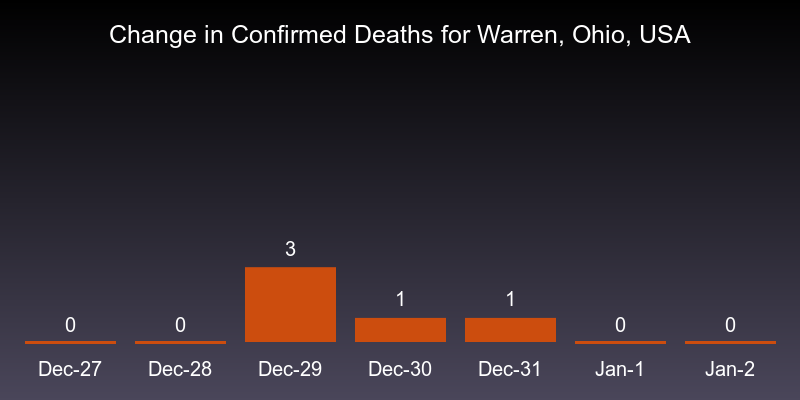 Change in Confirmed Deaths for Warren, Ohio, USA
3
1 1
0 0 0 0
Dec-27 Dec-28 Dec-29 Dec-30 Dec-31 Jan-1 Jan-2